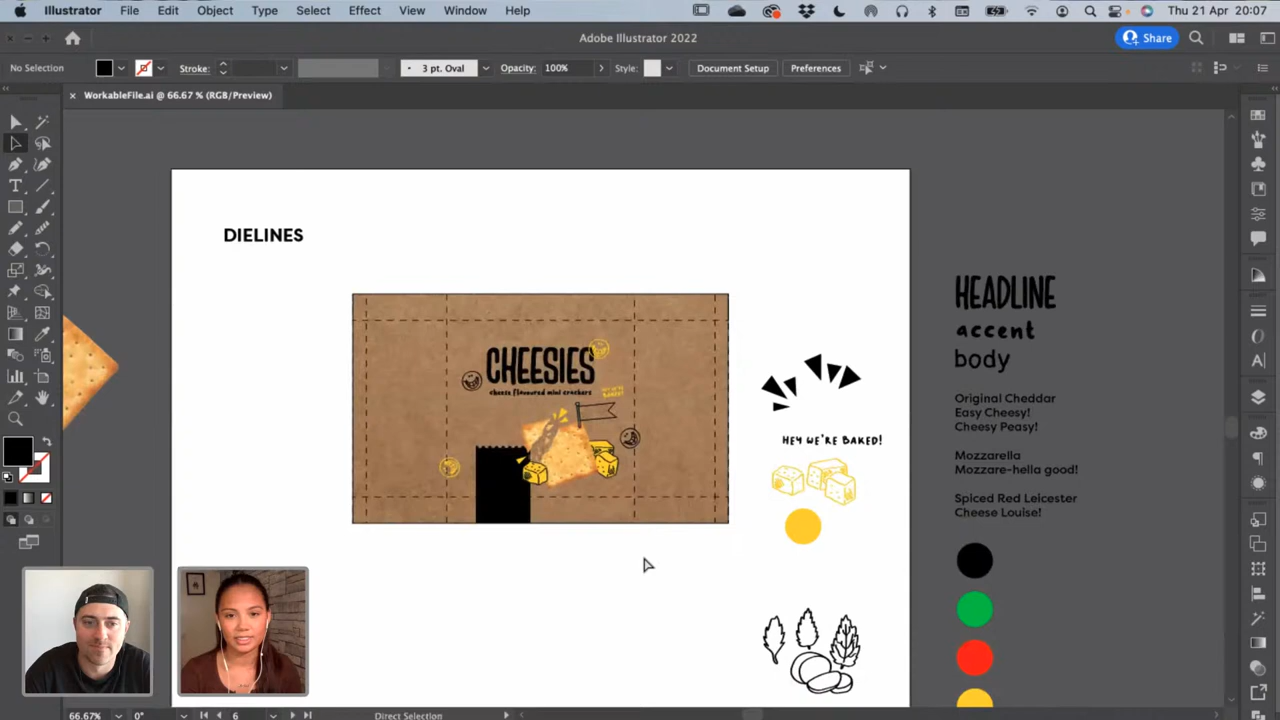 Illustrator File Edit Object Type Select Effect View Window Help
Thu 21 Apr 20:07
Adobe Illustrator 2022
Share
No Selection
Stroke:
3 pt. Oval
Opacity: 100%
Style:
Document Setup
Preferences
WorkableFile.ai @ 66.67 % (RGB/Preview)
DIELINES
CHEESIES
cheese flavoured mini crackers
HEY WE'RE BAKED!
HEADLINE
accent
body
Original Cheddar
Easy Cheesy!
Cheesy Peasy!
Mozzarella
Mozzare-hella good!
Spiced Red Leicester
Cheese Louise!
66.67%
0°
6
Direct Selection